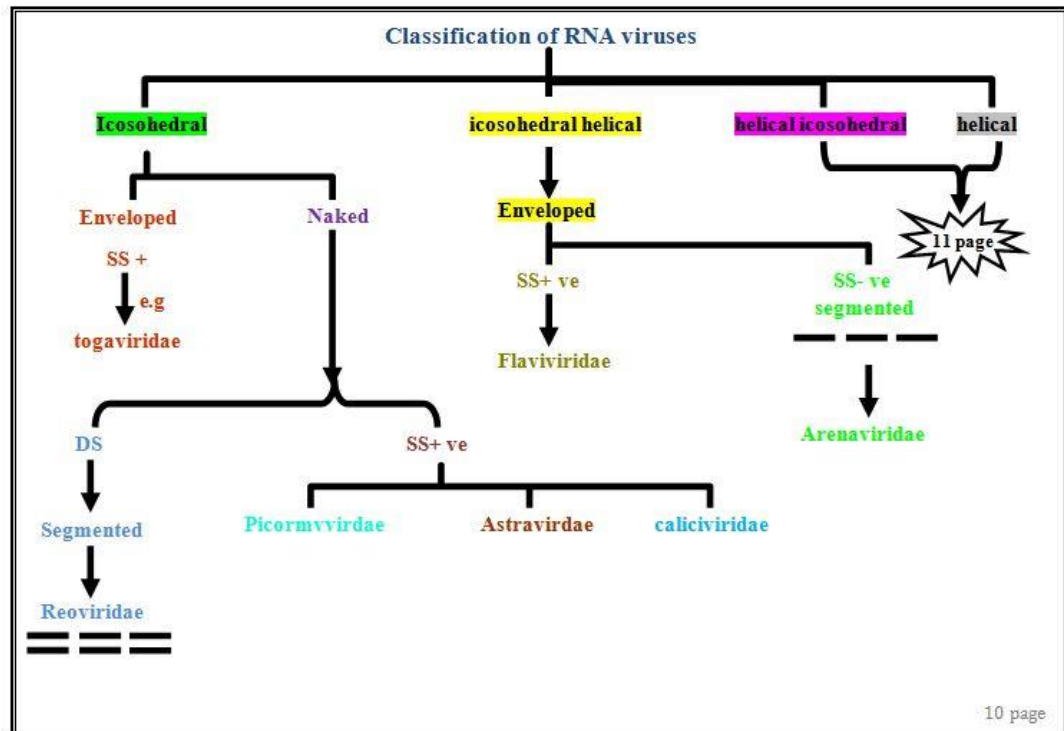 Classification of RNA viruses
Icosohedral
icosohedral helical
helical icosohedral
helical
Enveloped
Naked
Enveloped
11 page
SS +
e.g
togaviridae
SS+ ve
SS- ve
segmented
Flaviviridae
Arenaviridae
DS
SS+ ve
Segmented
Picormvvirdae
Astravirdae
caliciviridae
Reoviridae
10 page